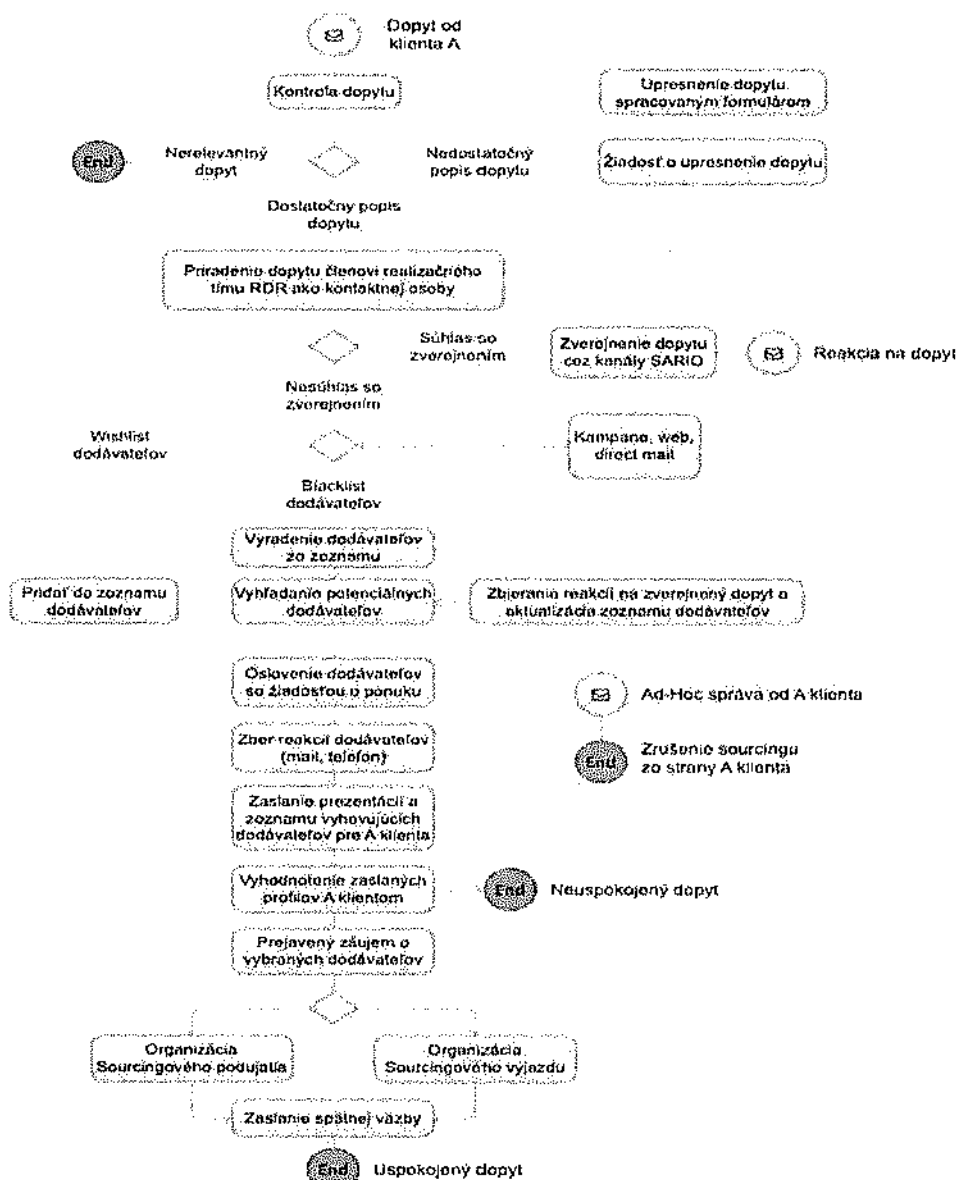 Dopyt od
klienta A
Kontrola dopytu
Upresnenie dopytu
spracovaným formulárom
End
Nerelevantný
dopyt
Nedostatočný
popis dopytu
Žiadosť o upresnenie dopytu
Dostatočný popis
dopytu
Priradenie dopytu členovi realizačného
tímu RDR ako kontaktnej osoby
Súhlas so
zverejnením
Zverejnenie dopytu
cez kanály SARIO
Reakcia na dopyt
Nesúhlas so
zverejnením
Wishlist
dodávateľov
Kampane, web,
direct mail
Blacklist
dodávateľov
Vyradenie dodávateľov
zo zoznamu
Pridať do zoznamu
dodávateľov
Vyhľadanie potenciálnych
dodávateľov
Zbieranie reakcií na zverejnený dopyt a
aktualizácia zoznamu dodávateľov
Oslovenie dodávateľov
so žiadosťou o ponuku
Ad-Hoc správa od A klienta
Zber reakcií dodávateľov
(mail, telefón)
End
Zrušenie sourcingu
zo strany A klienta
Zaslanie prezentácií a
zoznamu vyhovujúcich
dodávateľov pre A klienta
Vyhodnotenie zaslaných
profilov A klientom
End
Neuspokojený dopyt
Prejavený záujem o
vybraných dodávateľov
Organizácia
Sourcingového podujatia
Organizácia
Sourcingového výjazdu
Zaslanie spätnej väzby
End
Uspokojený dopyt